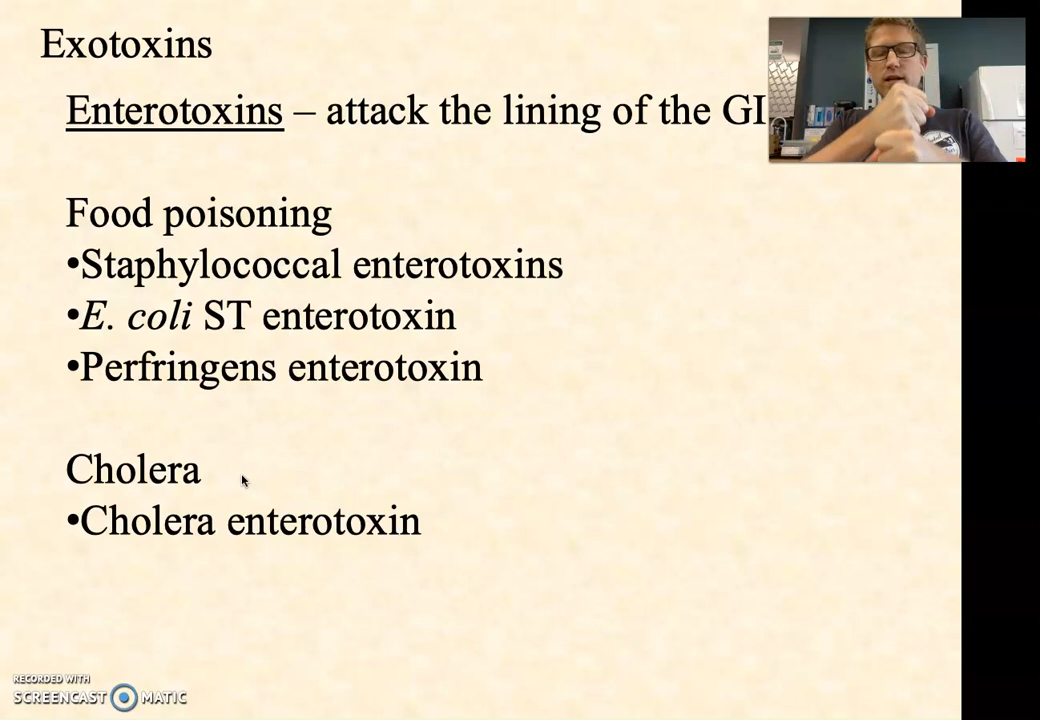 Exotoxins
Enterotoxins – attack the lining of the GI
Food poisoning
•Staphylococcal enterotoxins
•E. coli ST enterotoxin
•Perfringens enterotoxin
Cholera
•Cholera enterotoxin
RECORDED WITH
SCREENCAST MATIC